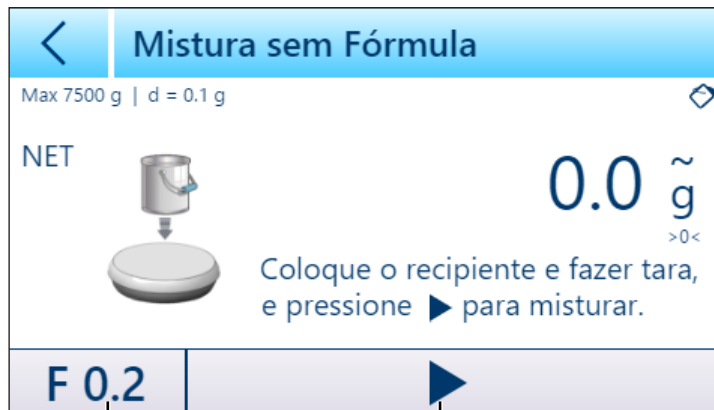 Mistura sem Fórmula
Max 7500 g | d = 0.1 g
NET
0.0 ~ g
>0<
Coloque o recipiente e fazer tara,
e pressione ▶ para misturar.
F 0.2